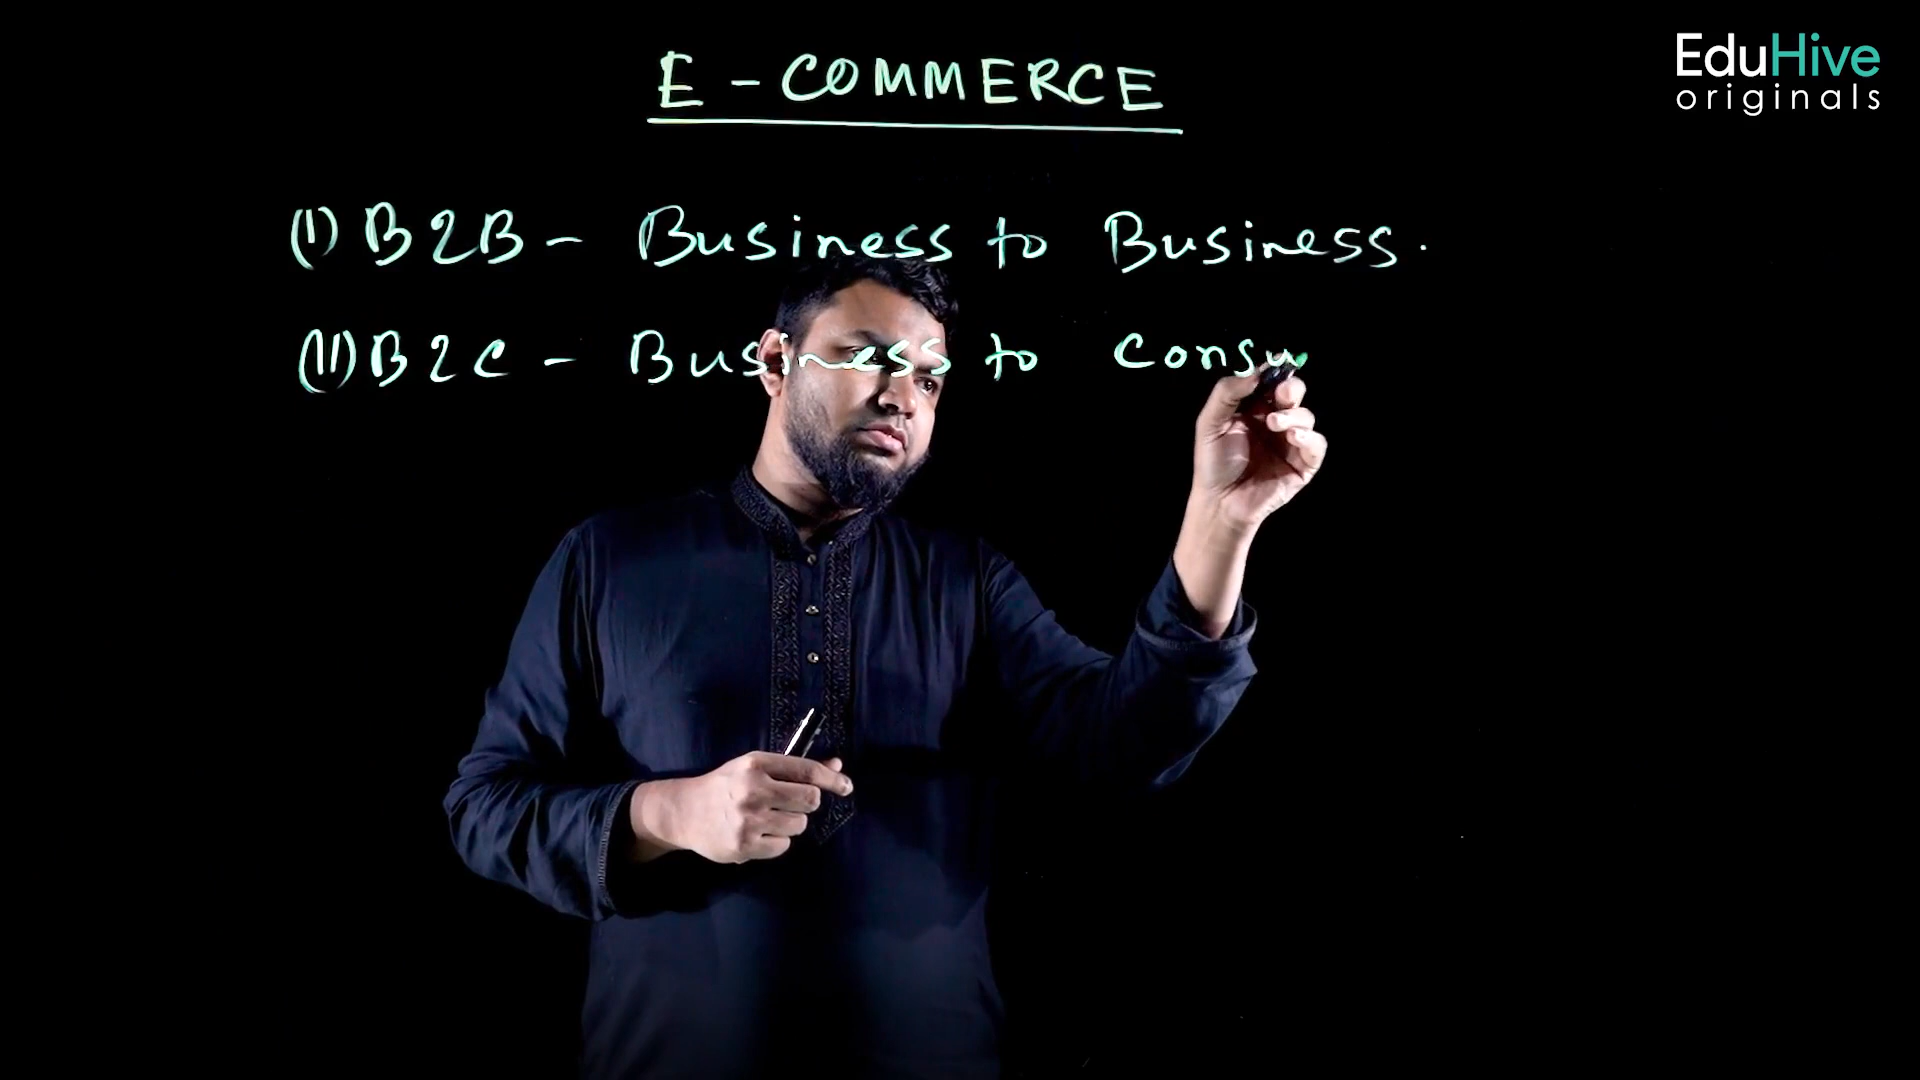 E-COMMERCE
EduHive
originals
(I) B2B - Business to Business.
(II) B2C - Business to Consu